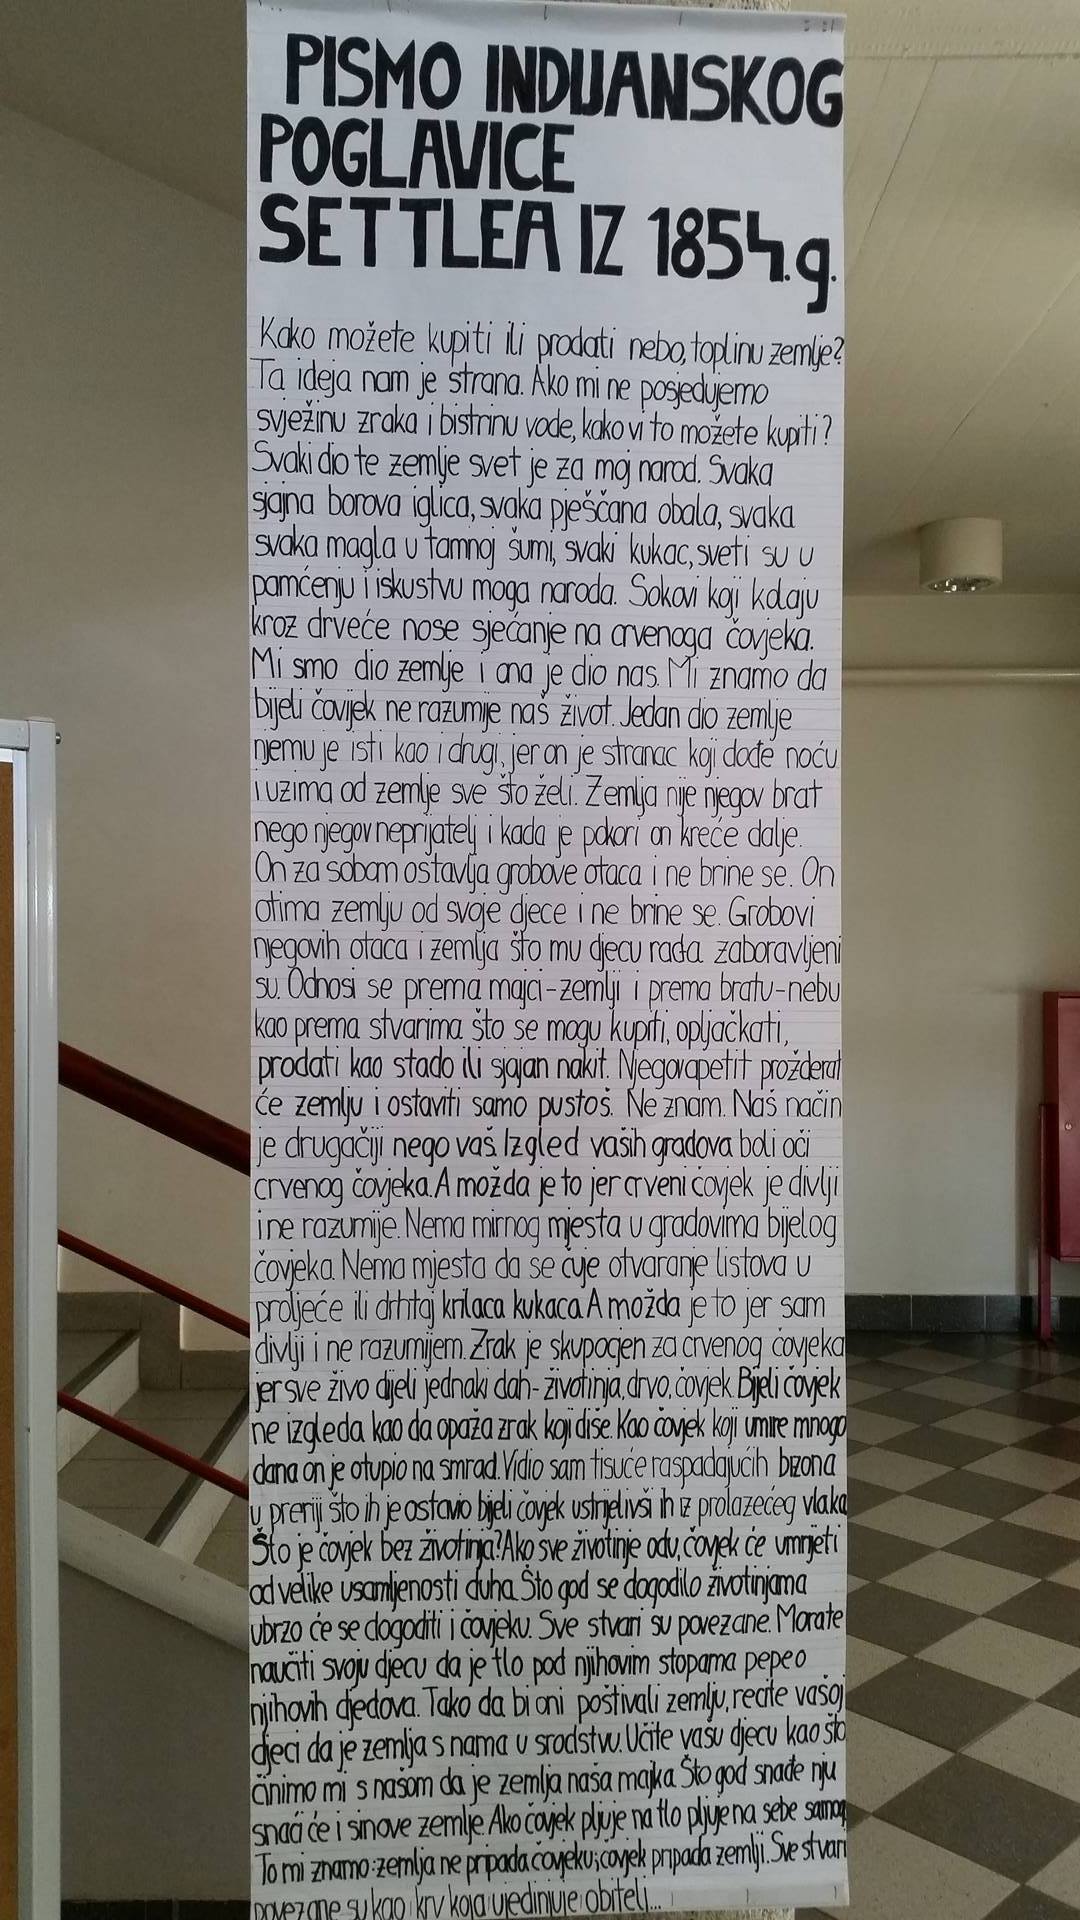 PISMO INDIJANSKOG
POGLAVICE
SETTLEA IZ 1854.g.
Kako možete kupiti ili prodati nebo, toplinu zemlje?
Ta ideja nam je strana. Ako mi ne posjedujemo
svježinu zraka i bistrinu vode, kako vi to možete kupiti?
Svaki dio te zemlje svet je za moj narod. Svaka
sjajna borova iglica, svaka pješčana obala, svaka
svaka magla u tamnoj šumi, svaki kukac, sveti su u
pamćenju i iskustvu moga naroda. Sokovi koji kolaju
kroz drveće nose sjećanje na crvenoga čovjeka.
Mi smo dio zemlje i ona je dio nas. Mi znamo da
bijeli čovijek ne razumije naš život. Jedan dio zemlje
njemu je isti kao i drugi, jer on je stranac koji dođe noću
i uzima od zemlje sve što želi. Zemlja nije njegov brat
nego njegov neprijatelj i kada je pokori on kreće dalje.
On za sobom ostavlja grobove otaca i ne brine se. On
otima zemlju od svoje djece i ne brine se. Grobovi
njegovih otaca i zemlja što mu djecu rađa zaboravljeni
su. Odnosi se prema majci-zemlji i prema bratu-nebu
kao prema stvarima što se mogu kupiti, opljačkati,
prodati kao stado ili sjajan nakit. Njegov apetit prožderat
će zemlju i ostaviti samo pustoš. Ne znam. Naš način
je drugačiji nego vaš. Izgled vaših gradova boli oči
crvenog čovjeka. A možda je to jer crveni čovjek je divlji
i ne razumije. Nema mirnog mjesta u gradovima bijelog
čovjeka. Nema mjesta da se čuje otvaranje listova u
proljeće ili drhtaj krilaca kukaca. A možda je to jer sam
divlji i ne razumijem. Zrak je skupocjen za crvenog čovjeka
jer sve živo dijeli jednaki dah - životinja, drvo, čovjek. Bijeli čovjek
ne izgleda kao da opaža zrak koji diše. Kao čovjek koji umire mnogo
dana on je otupio na smrad. Vidio sam tisuće raspadajućih bizona
u preriji što ih je ostavio bijeli čovjek ustrijelivši ih iz prolazećeg vlaka
Što je čovjek bez životinja? Ako sve životinje odu, čovjek će umrijeti
od velike usamljenosti duha. Što god se dogodilo životinjama
ubrzo će se dogoditi i čovjeku. Sve stvari su povezane. Morate
naučiti svoju djecu da je tlo pod njihovim stopama pepeo
njihovih djedova. Tako da bi oni poštivali zemlju, recite vašoj
djeci da je zemlja s nama u srodstvu. Učite vašu djecu kao što
činimo mi s našom da je zemlja naša majka. Što god snađe nju
snaći će i sinove zemlje. Ako čovjek pljuje na tlo pljuje na sebe samog
To mi znamo: zemlja ne pripada čovjeku; čovjek pripada zemlji. Sve stvari
povezane su kao i krv koja ujedinjuje obitelj...